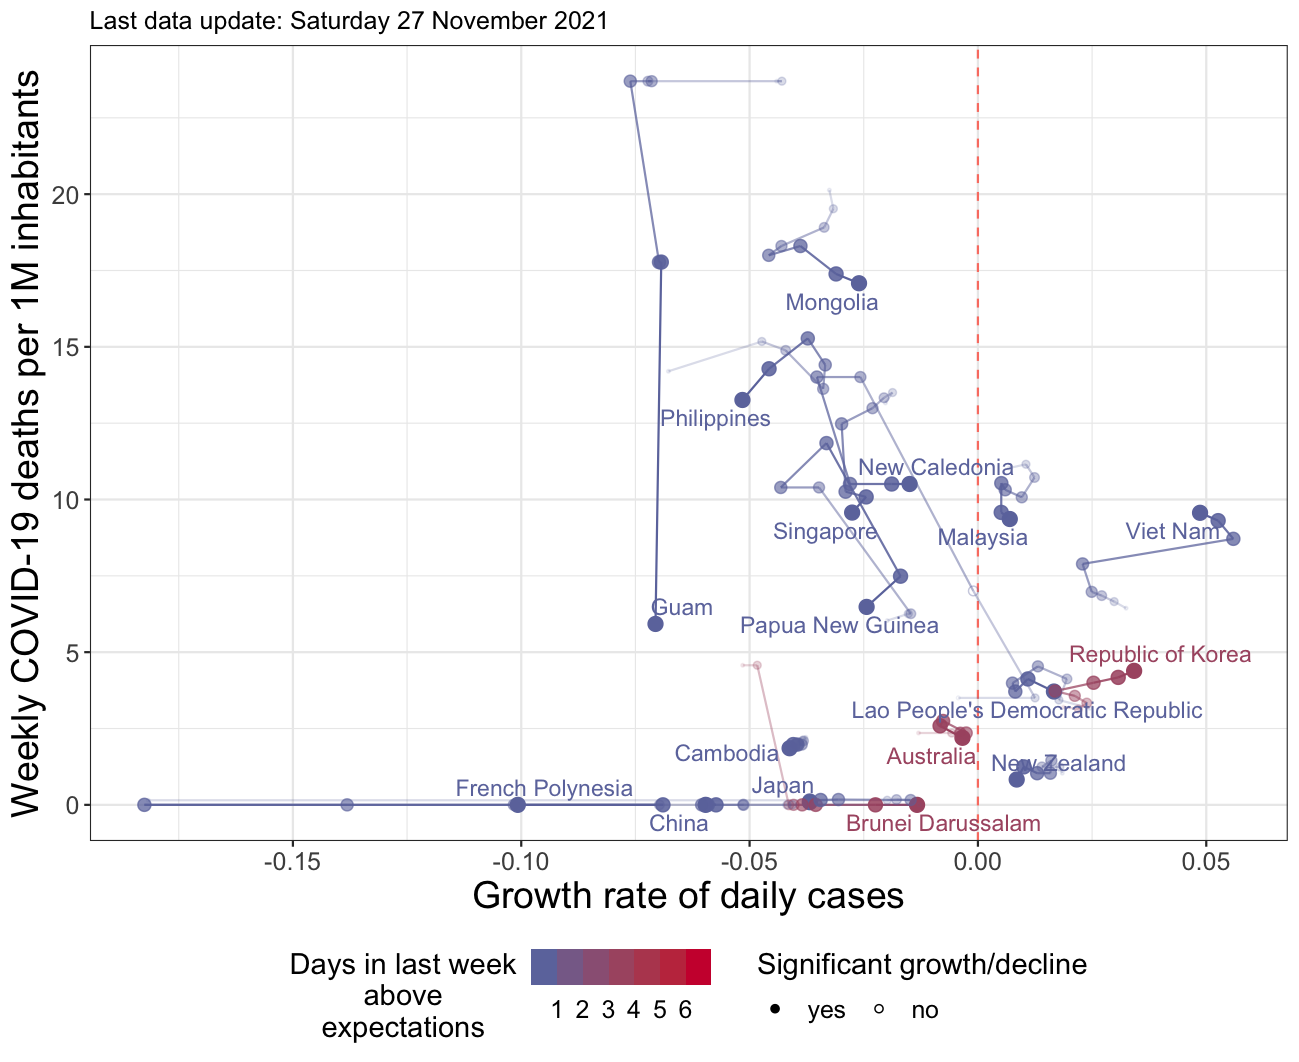 Last data update: Saturday 27 November 2021
Weekly COVID-19 deaths per 1M inhabitants
20
15
10
5
0
Mongolia
Philippines
New Caledonia
Singapore
Malaysia
Viet Nam
Guam
Papua New Guinea
Republic of Korea
Lao People's Democratic Republic
Cambodia
Australia
New Zealand
French Polynesia
Japan
China
Brunei Darussalam
-0.15 -0.10 -0.05 0.00 0.05
Growth rate of daily cases
Days in last week
above
expectations
1 2 3 4 5 6
Significant growth/decline
yes no